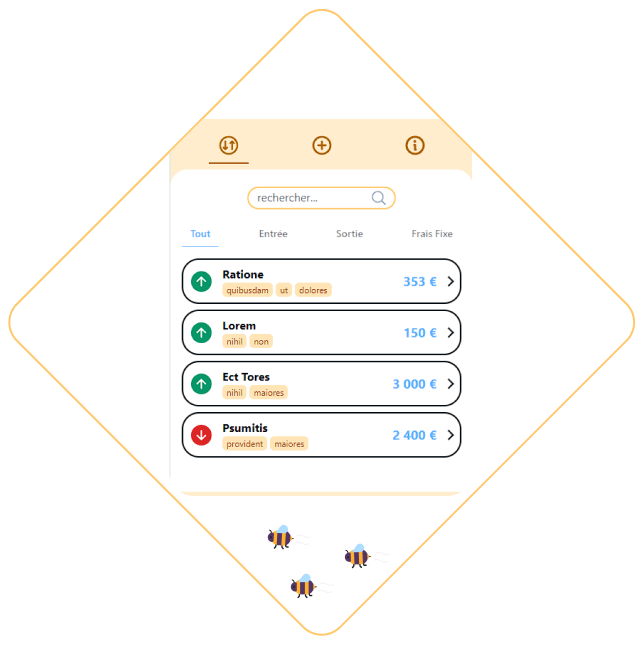 rechercher...
Tout Entrée Sortie Frais Fixe
Ratione
353 €
quibusdam ut dolores
Lorem
150 €
nihil non
Ect Tores
3 000 €
nihil maiores
Psumitis
2 400 €
provident maiores